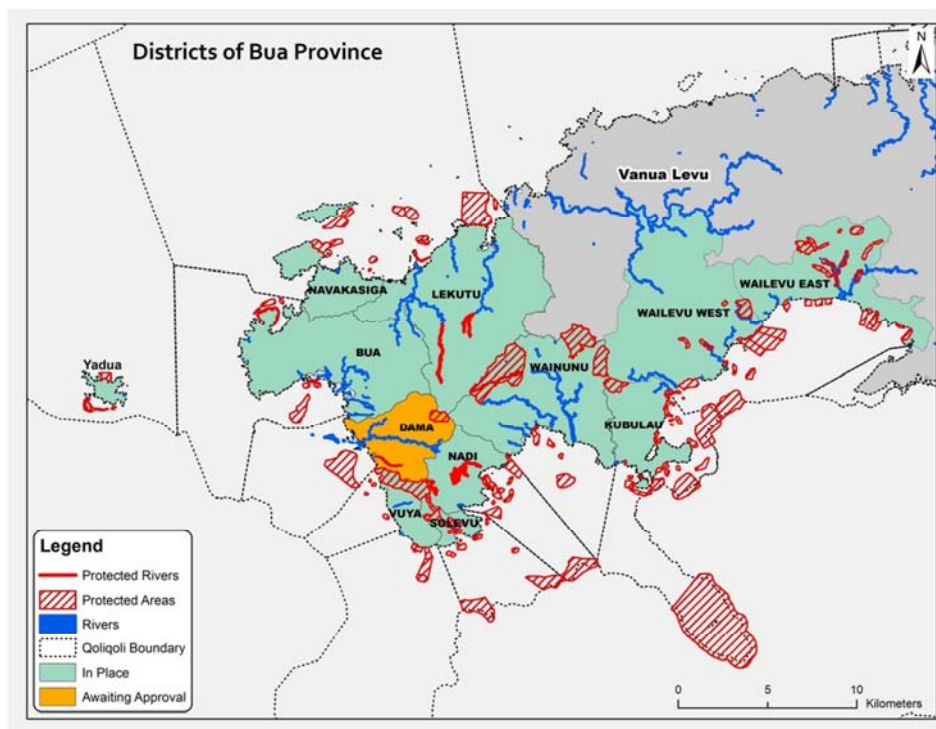 Districts of Bua Province
N
Vanua Levu
NAVAKASIGA
LEKUTU
WAILEVU EAST
WAILEVU WEST
BUA
WAINUNU
Yadua
DAMA
KUBULAU
NADI
VUYA
SOLEVU
Legend
Protected Rivers
Protected Areas
Rivers
Qoliqoli Boundary
In Place
Awaiting Approval
0 5 10
Kilometers